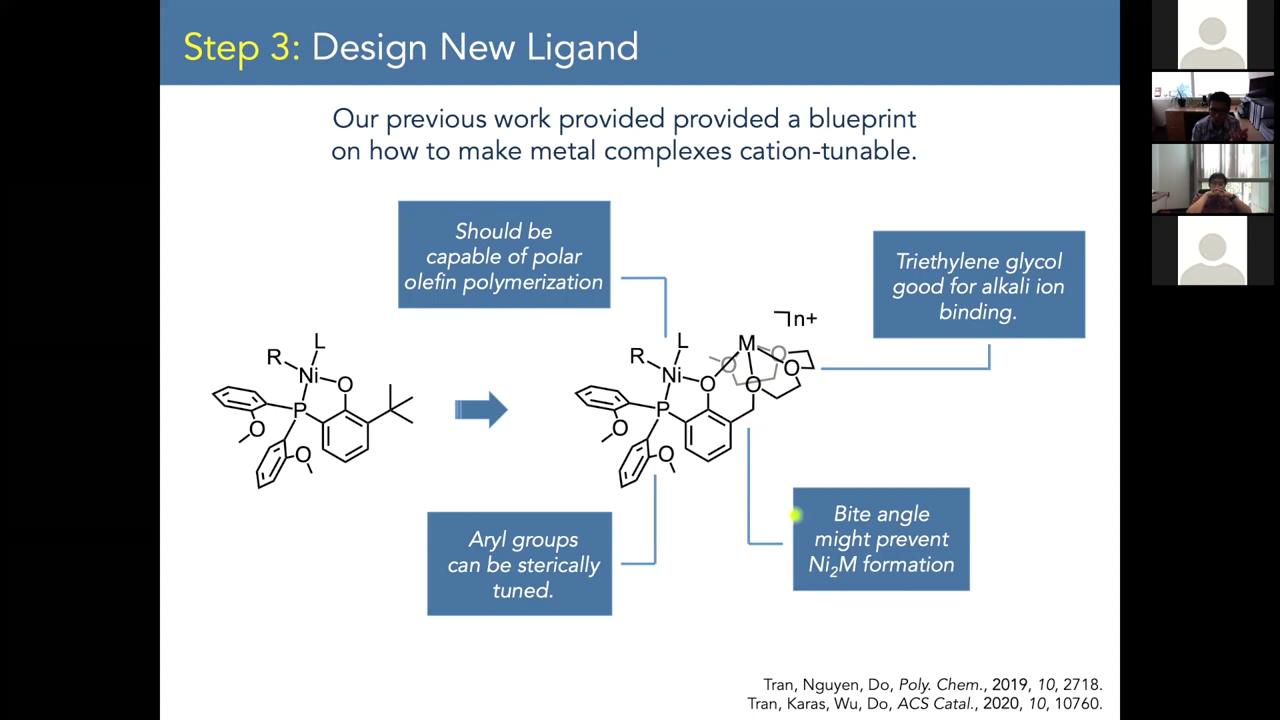 Step 3: Design New Ligand
Our previous work provided provided a blueprint
on how to make metal complexes cation-tunable.
Should be
capable of polar
olefin polymerization
Triethylene glycol
good for alkali ion
binding.
R
L
Ni
O
P
O
O
R
L
Ni
O
P
O
O
M
O
O
O
O
n+
Aryl groups
can be sterically
tuned.
Bite angle
might prevent
Ni₂M formation
Tran, Nguyen, Do, Poly. Chem., 2019, 10, 2718.
Tran, Karas, Wu, Do, ACS Catal., 2020, 10, 10760.